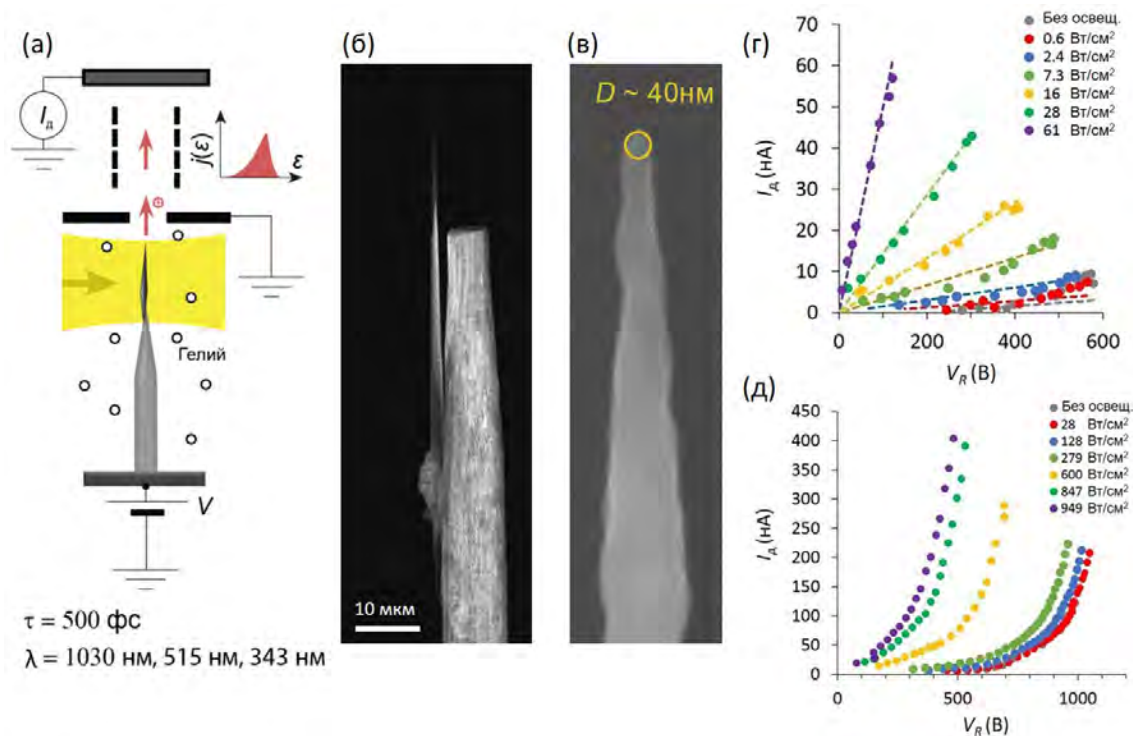 (а)
I_д
j(ε)
ε
Гелий
V
τ = 500 фс
λ = 1030 нм, 515 нм, 343 нм
(б)
10 мкм
(в)
D ~ 40нм
(г)
Без освещ.
0.6 Вт/см²
2.4 Вт/см²
7.3 Вт/см²
16 Вт/см²
28 Вт/см²
61 Вт/см²
I_д (нА)
70
60
50
40
30
20
10
0
0 200 400 600
V_R (В)
(д)
Без освещ.
28 Вт/см²
128 Вт/см²
279 Вт/см²
600 Вт/см²
847 Вт/см²
949 Вт/см²
I_д (нА)
450
400
350
300
250
200
150
100
50
0
0 500 1000
V_R (В)